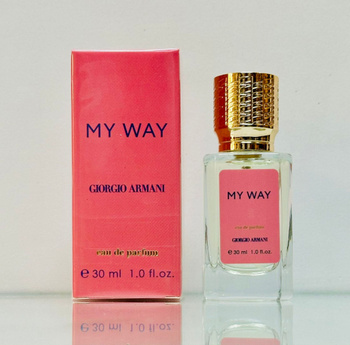 MY WAY
GIORGIO ARMANI
eau de parfum
℮ 30 ml 1.0 fl.oz.
MY WAY
eau de parfum
GIORGIO ARMANI
℮ 30 ml 1.0 fl.oz.